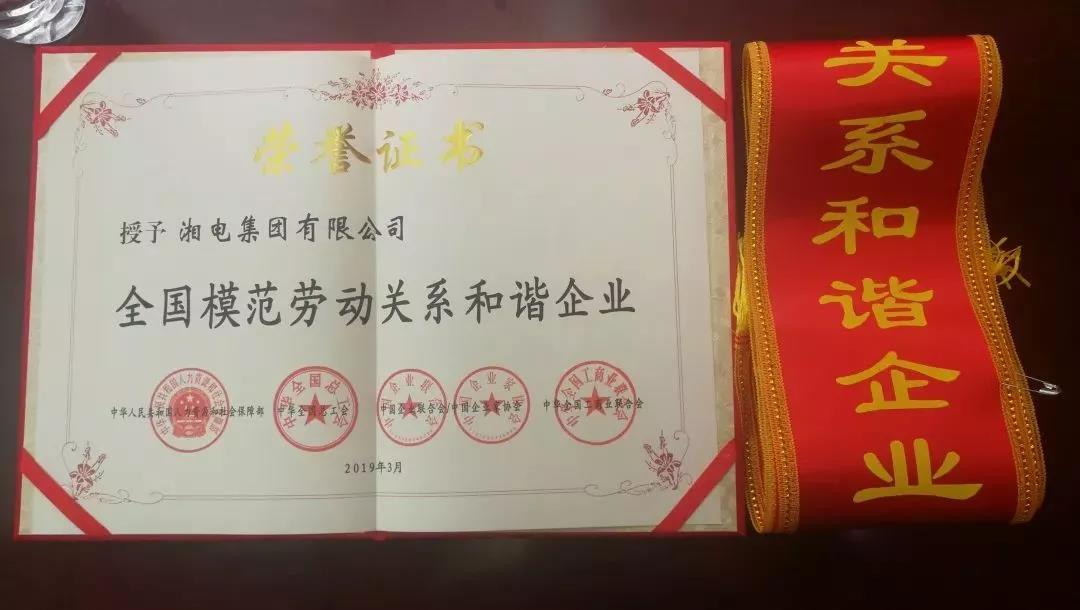 荣誉证书
授予 湘电集团有限公司
全国模范劳动关系和谐企业
中华人民共和国人力资源和社会保障部 中华全国总工会 中国企业联合会/中国企业家协会 中华全国工商业联合会
2019年3月
关系和谐企业